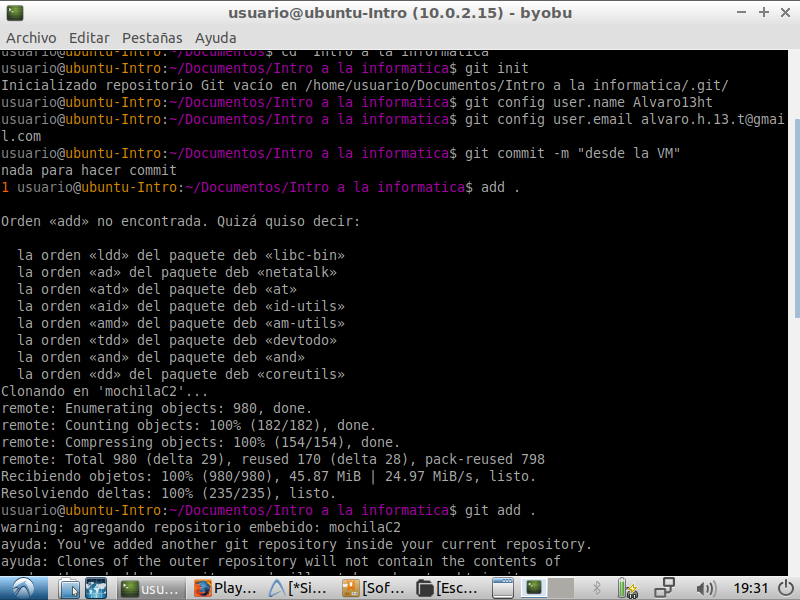 usuario@ubuntu-Intro (10.0.2.15) - byobu
Archivo Editar Pestañas Ayuda
usuario@ubuntu-Intro:~/Documentos$ cd "Intro a la informatica"
usuario@ubuntu-Intro:~/Documentos/Intro a la informatica$ git init
Inicializado repositorio Git vacío en /home/usuario/Documentos/Intro a la informatica/.git/
usuario@ubuntu-Intro:~/Documentos/Intro a la informatica$ git config user.name Alvaro13ht
usuario@ubuntu-Intro:~/Documentos/Intro a la informatica$ git config user.email alvaro.h.13.t@gmai
l.com
usuario@ubuntu-Intro:~/Documentos/Intro a la informatica$ git commit -m "desde la VM"
nada para hacer commit
1 usuario@ubuntu-Intro:~/Documentos/Intro a la informatica$ add .
Orden «add» no encontrada. Quizá quiso decir:
la orden «ldd» del paquete deb «libc-bin»
la orden «ad» del paquete deb «netatalk»
la orden «atd» del paquete deb «at»
la orden «aid» del paquete deb «id-utils»
la orden «amd» del paquete deb «am-utils»
la orden «tdd» del paquete deb «devtodo»
la orden «and» del paquete deb «and»
la orden «dd» del paquete deb «coreutils»
Clonando en 'mochilaC2'...
remote: Enumerating objects: 980, done.
remote: Counting objects: 100% (182/182), done.
remote: Compressing objects: 100% (154/154), done.
remote: Total 980 (delta 29), reused 170 (delta 28), pack-reused 798
Recibiendo objetos: 100% (980/980), 45.87 MiB | 24.97 MiB/s, listo.
Resolviendo deltas: 100% (235/235), listo.
usuario@ubuntu-Intro:~/Documentos/Intro a la informatica$ git add .
warning: agregando repositorio embebido: mochilaC2
ayuda: You've added another git repository inside your current repository.
ayuda: Clones of the outer repository will not contain the contents of
usu... Play... [*Si... [Sof... [Esc... 19:31